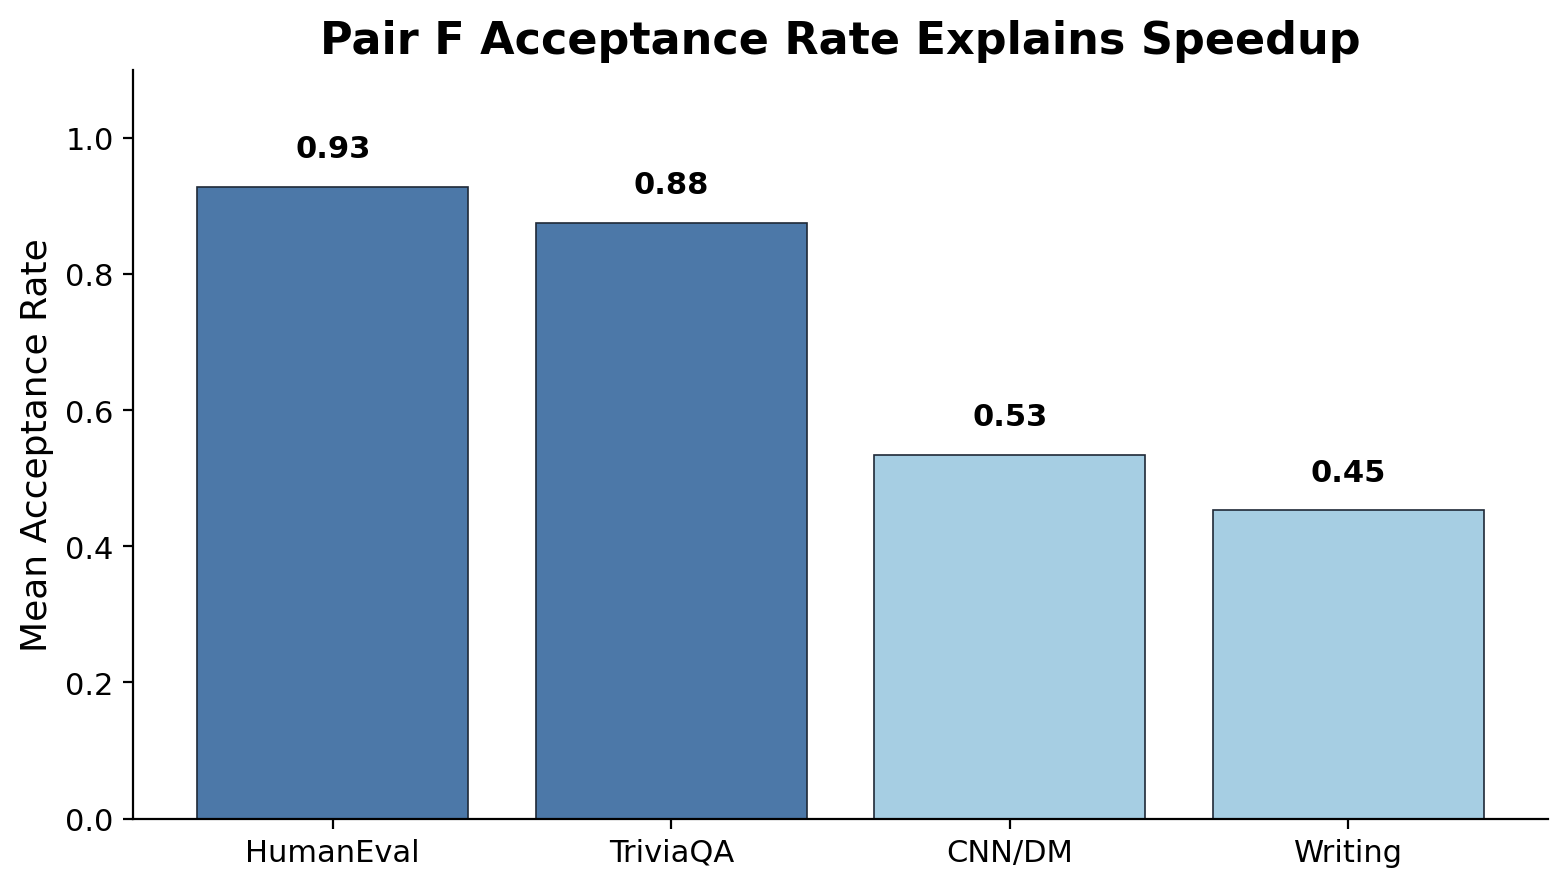 Pair F Acceptance Rate Explains Speedup
Mean Acceptance Rate
1.0
0.8
0.6
0.4
0.2
0.0
0.93
0.88
0.53
0.45
HumanEval
TriviaQA
CNN/DM
Writing